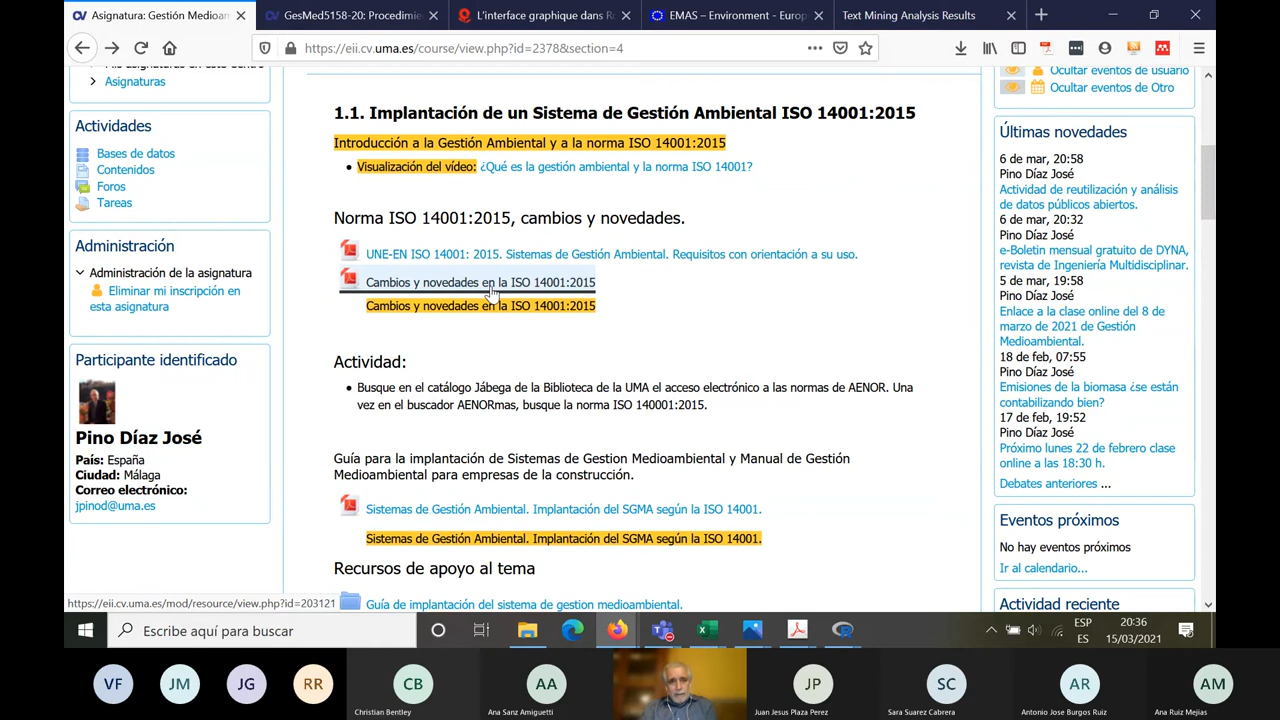 Asignatura: Gestión Medioam
GesMed5158-20: Procedimie
L'interface graphique dans R
EMAS – Environment - Europ
Text Mining Analysis Results
https://eii.cv.uma.es/course/view.php?id=2378&section=4
Asignaturas
Actividades
Bases de datos
Contenidos
Foros
Tareas
Administración
Administración de la asignatura
Eliminar mi inscripción en
esta asignatura
Participante identificado
Pino Díaz José
País: España
Ciudad: Málaga
Correo electrónico:
jpinod@uma.es
1.1. Implantación de un Sistema de Gestión Ambiental ISO 14001:2015
Introducción a la Gestión Ambiental y a la norma ISO 14001:2015
• Visualización del vídeo: ¿Qué es la gestión ambiental y la norma ISO 14001?
Norma ISO 14001:2015, cambios y novedades.
UNE-EN ISO 14001: 2015. Sistemas de Gestión Ambiental. Requisitos con orientación a su uso.
Cambios y novedades en la ISO 14001:2015
Cambios y novedades en la ISO 14001:2015
Actividad:
• Busque en el catálogo Jábega de la Biblioteca de la UMA el acceso electrónico a las normas de AENOR. Una
vez en el buscador AENORmas, busque la norma ISO 140001:2015.
Guía para la implantación de Sistemas de Gestion Medioambiental y Manual de Gestión
Medioambiental para empresas de la construcción.
Sistemas de Gestión Ambiental. Implantación del SGMA según la ISO 14001.
Sistemas de Gestión Ambiental. Implantación del SGMA según la ISO 14001.
Recursos de apoyo al tema
Guía de implantación del sistema de gestion medioambiental.
Ocultar eventos de usuario
Ocultar eventos de Otro
Últimas novedades
6 de mar, 20:58
Pino Díaz José
Actividad de reutilización y análisis
de datos públicos abiertos.
6 de mar, 20:32
Pino Díaz José
e-Boletin mensual gratuito de DYNA,
revista de Ingeniería Multidisciplinar.
5 de mar, 19:58
Pino Díaz José
Enlace a la clase online del 8 de
marzo de 2021 de Gestión
Medioambiental.
18 de feb, 07:55
Pino Díaz José
Emisiones de la biomasa ¿se están
contabilizando bien?
17 de feb, 19:52
Pino Díaz José
Próximo lunes 22 de febrero clase
online a las 18:30 h.
Debates anteriores ...
Eventos próximos
No hay eventos próximos
Ir al calendario...
Actividad reciente
https://eii.cv.uma.es/mod/resource/view.php?id=203121
Escribe aquí para buscar
ESP
ES
20:36
15/03/2021
VF
JM
JG
RR
CB
Christian Bentley
AA
Ana Sanz Amiguetti
JP
Juan Jesus Plaza Perez
SC
Sara Suarez Cabrera
AR
Antonio Jose Burgos Ruiz
AM
Ana Ruiz Mejias